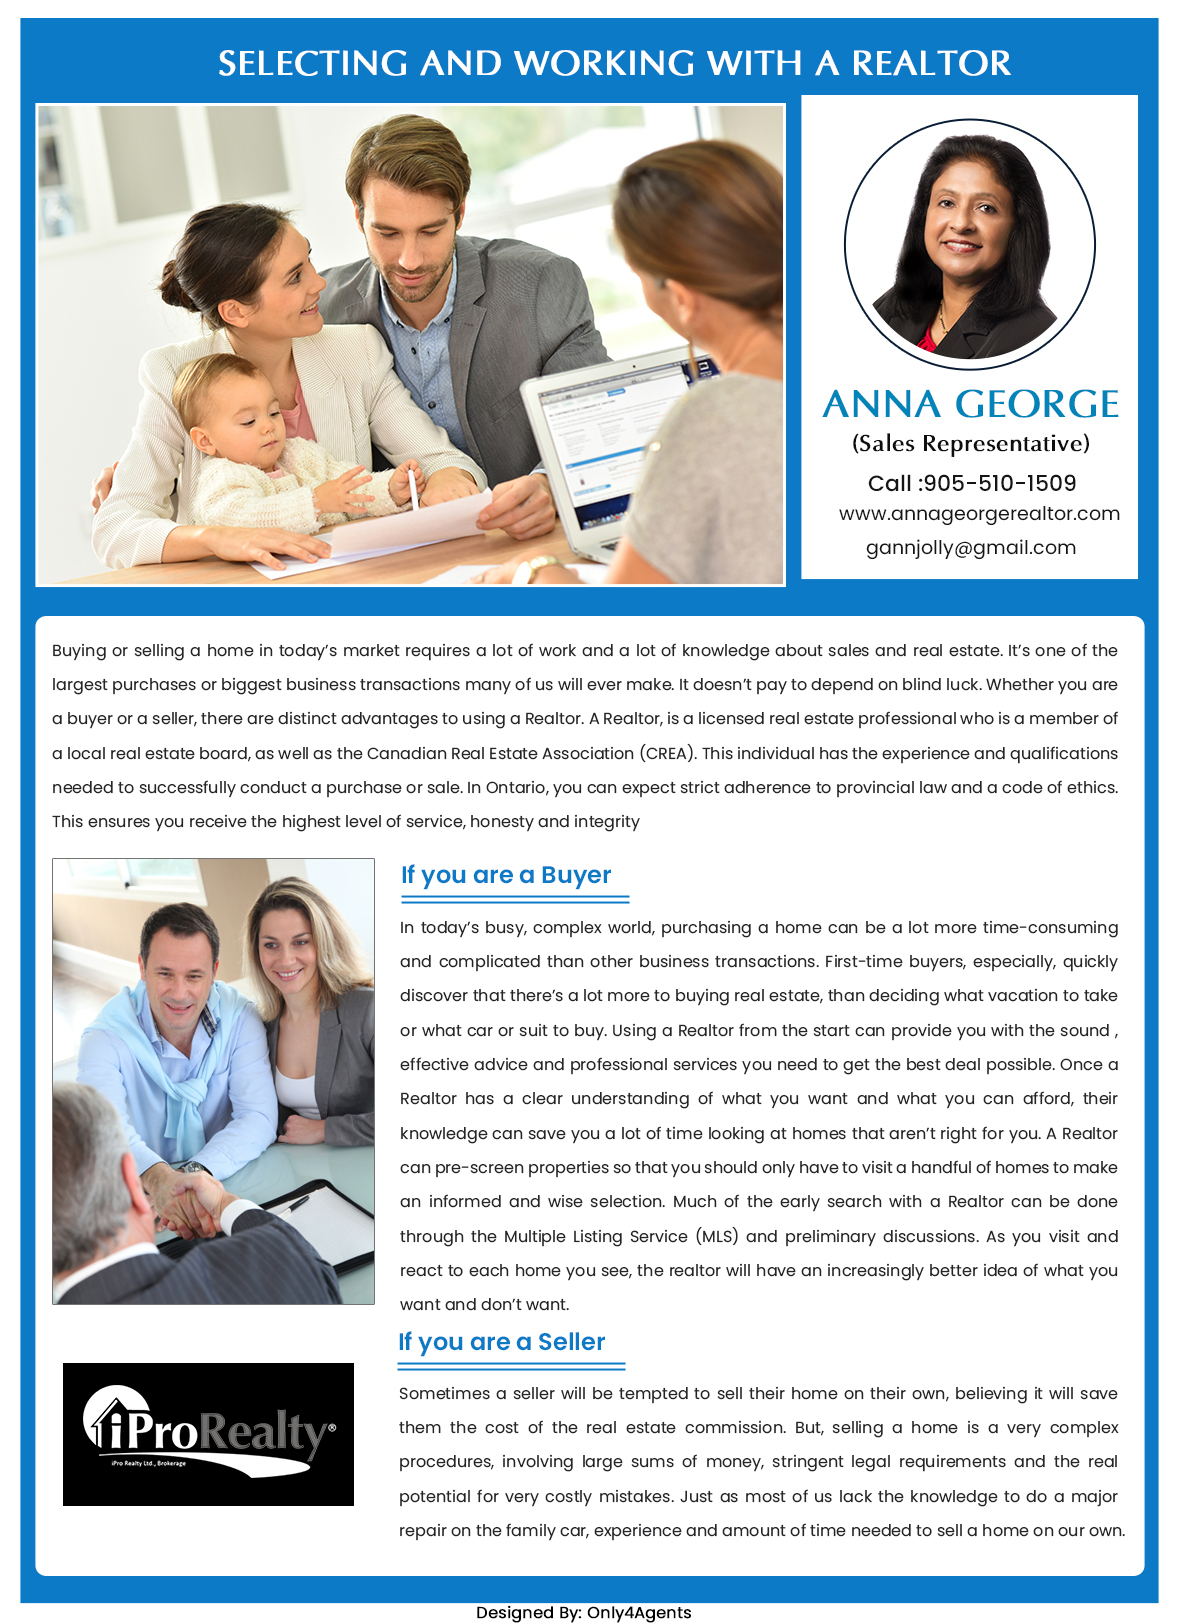 SELECTING AND WORKING WITH A REALTOR
ANNA GEORGE
(Sales Representative)
Call :905-510-1509
www.annageorgerealtor.com
gannjolly@gmail.com
Buying or selling a home in today’s market requires a lot of work and a lot of knowledge about sales and real estate. It’s one of the
largest purchases or biggest business transactions many of us will ever make. It doesn’t pay to depend on blind luck. Whether you are
a buyer or a seller, there are distinct advantages to using a Realtor. A Realtor, is a licensed real estate professional who is a member of
a local real estate board, as well as the Canadian Real Estate Association (CREA). This individual has the experience and qualifications
needed to successfully conduct a purchase or sale. In Ontario, you can expect strict adherence to provincial law and a code of ethics.
This ensures you receive the highest level of service, honesty and integrity
If you are a Buyer
In today’s busy, complex world, purchasing a home can be a lot more time-consuming
and complicated than other business transactions. First-time buyers, especially, quickly
discover that there’s a lot more to buying real estate, than deciding what vacation to take
or what car or suit to buy. Using a Realtor from the start can provide you with the sound ,
effective advice and professional services you need to get the best deal possible. Once a
Realtor has a clear understanding of what you want and what you can afford, their
knowledge can save you a lot of time looking at homes that aren’t right for you. A Realtor
can pre-screen properties so that you should only have to visit a handful of homes to make
an informed and wise selection. Much of the early search with a Realtor can be done
through the Multiple Listing Service (MLS) and preliminary discussions. As you visit and
react to each home you see, the realtor will have an increasingly better idea of what you
want and don’t want.
If you are a Seller
Sometimes a seller will be tempted to sell their home on their own, believing it will save
them the cost of the real estate commission. But, selling a home is a very complex
procedures, involving large sums of money, stringent legal requirements and the real
potential for very costly mistakes. Just as most of us lack the knowledge to do a major
repair on the family car, experience and amount of time needed to sell a home on our own.
iProRealty®
iPro Realty Ltd., Brokerage
Designed By: Only4Agents